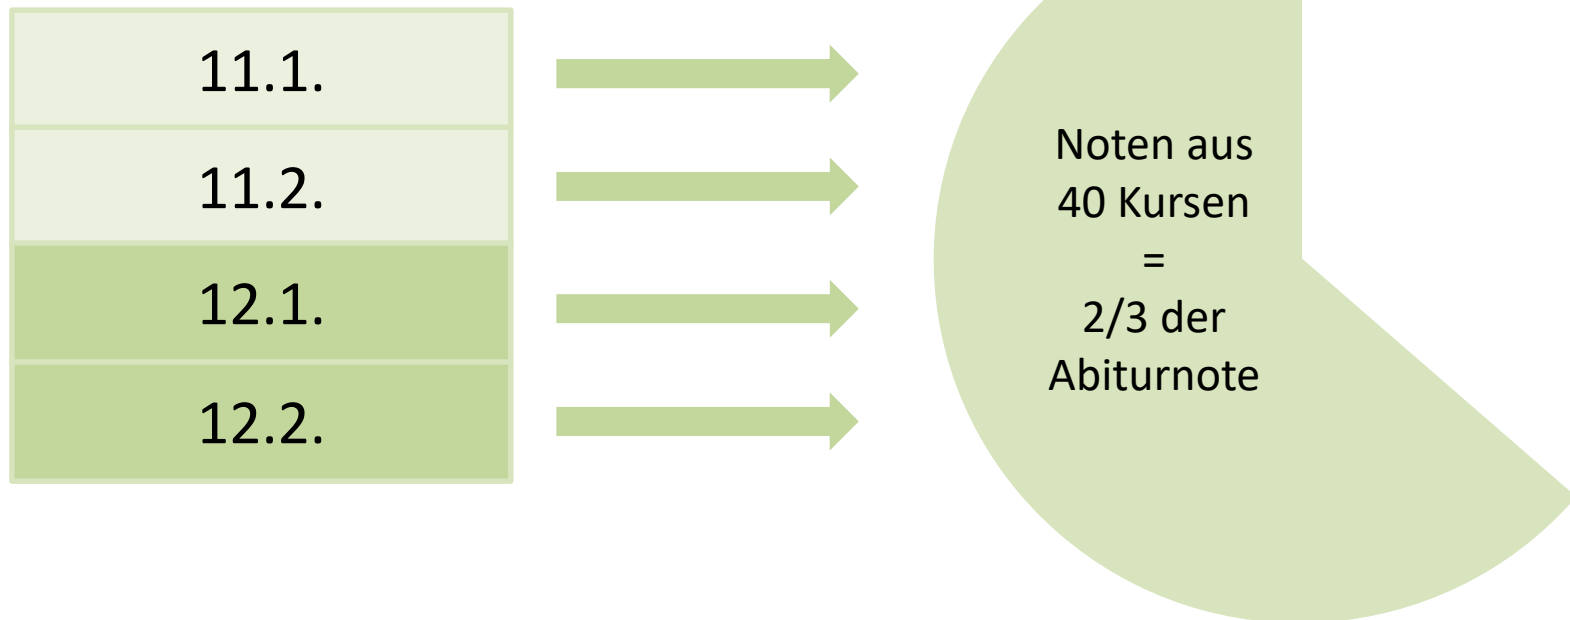 11.1.
11.2.
12.1.
12.2.
Noten aus
40 Kursen
=
2/3 der
Abiturnote